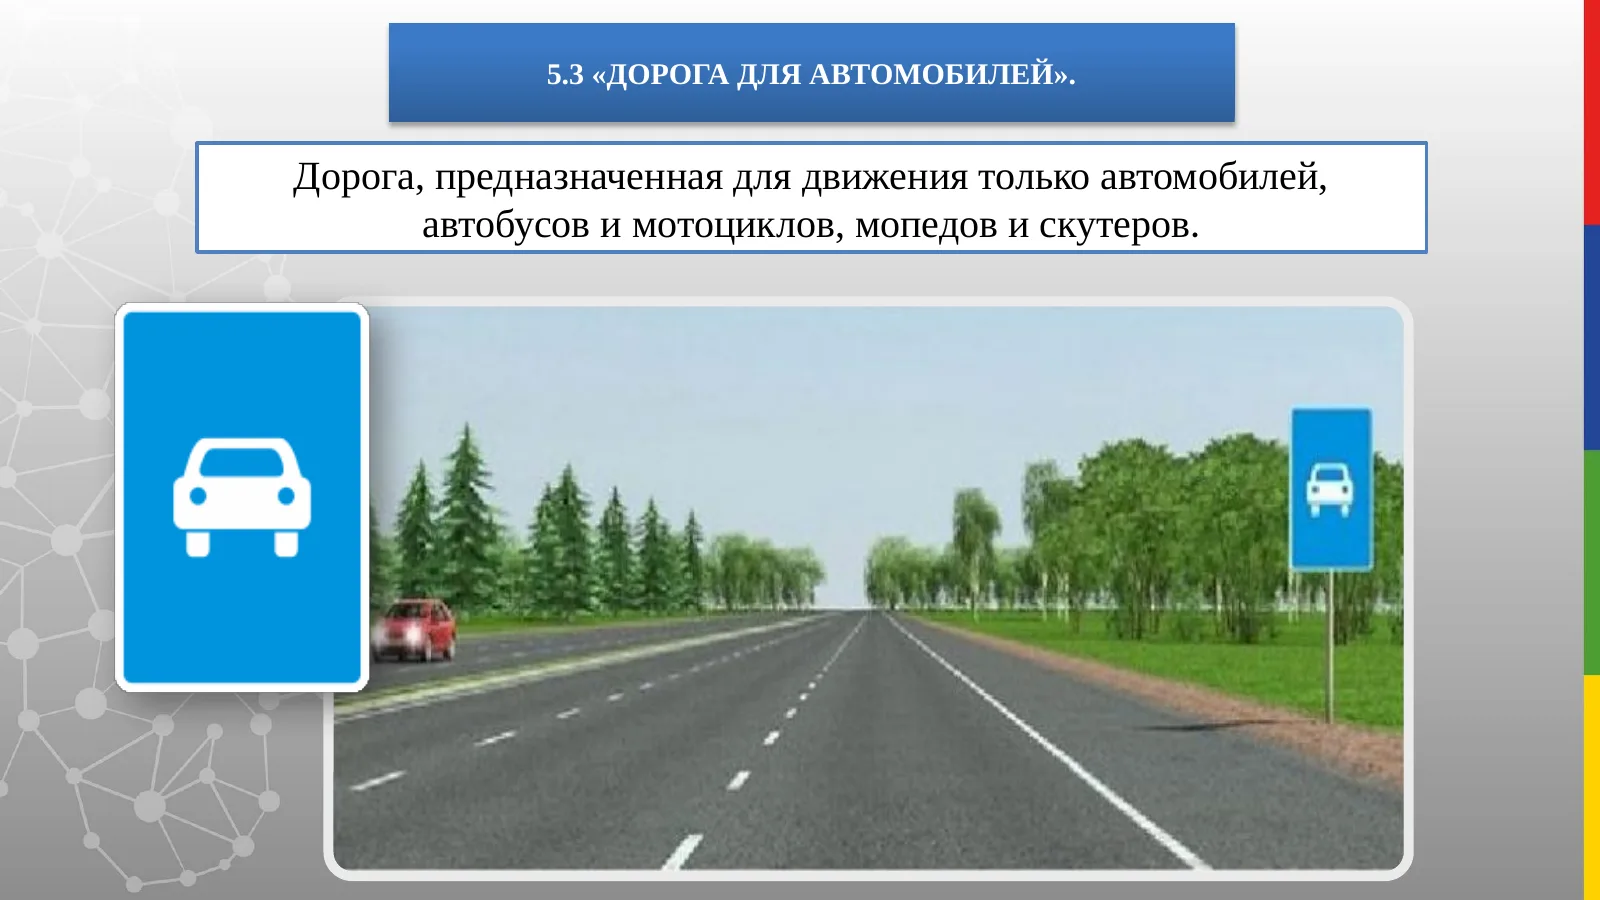 5.3 «ДОРОГА ДЛЯ АВТОМОБИЛЕЙ».
Дорога, предназначенная для движения только автомобилей,
автобусов и мотоциклов, мопедов и скутеров.